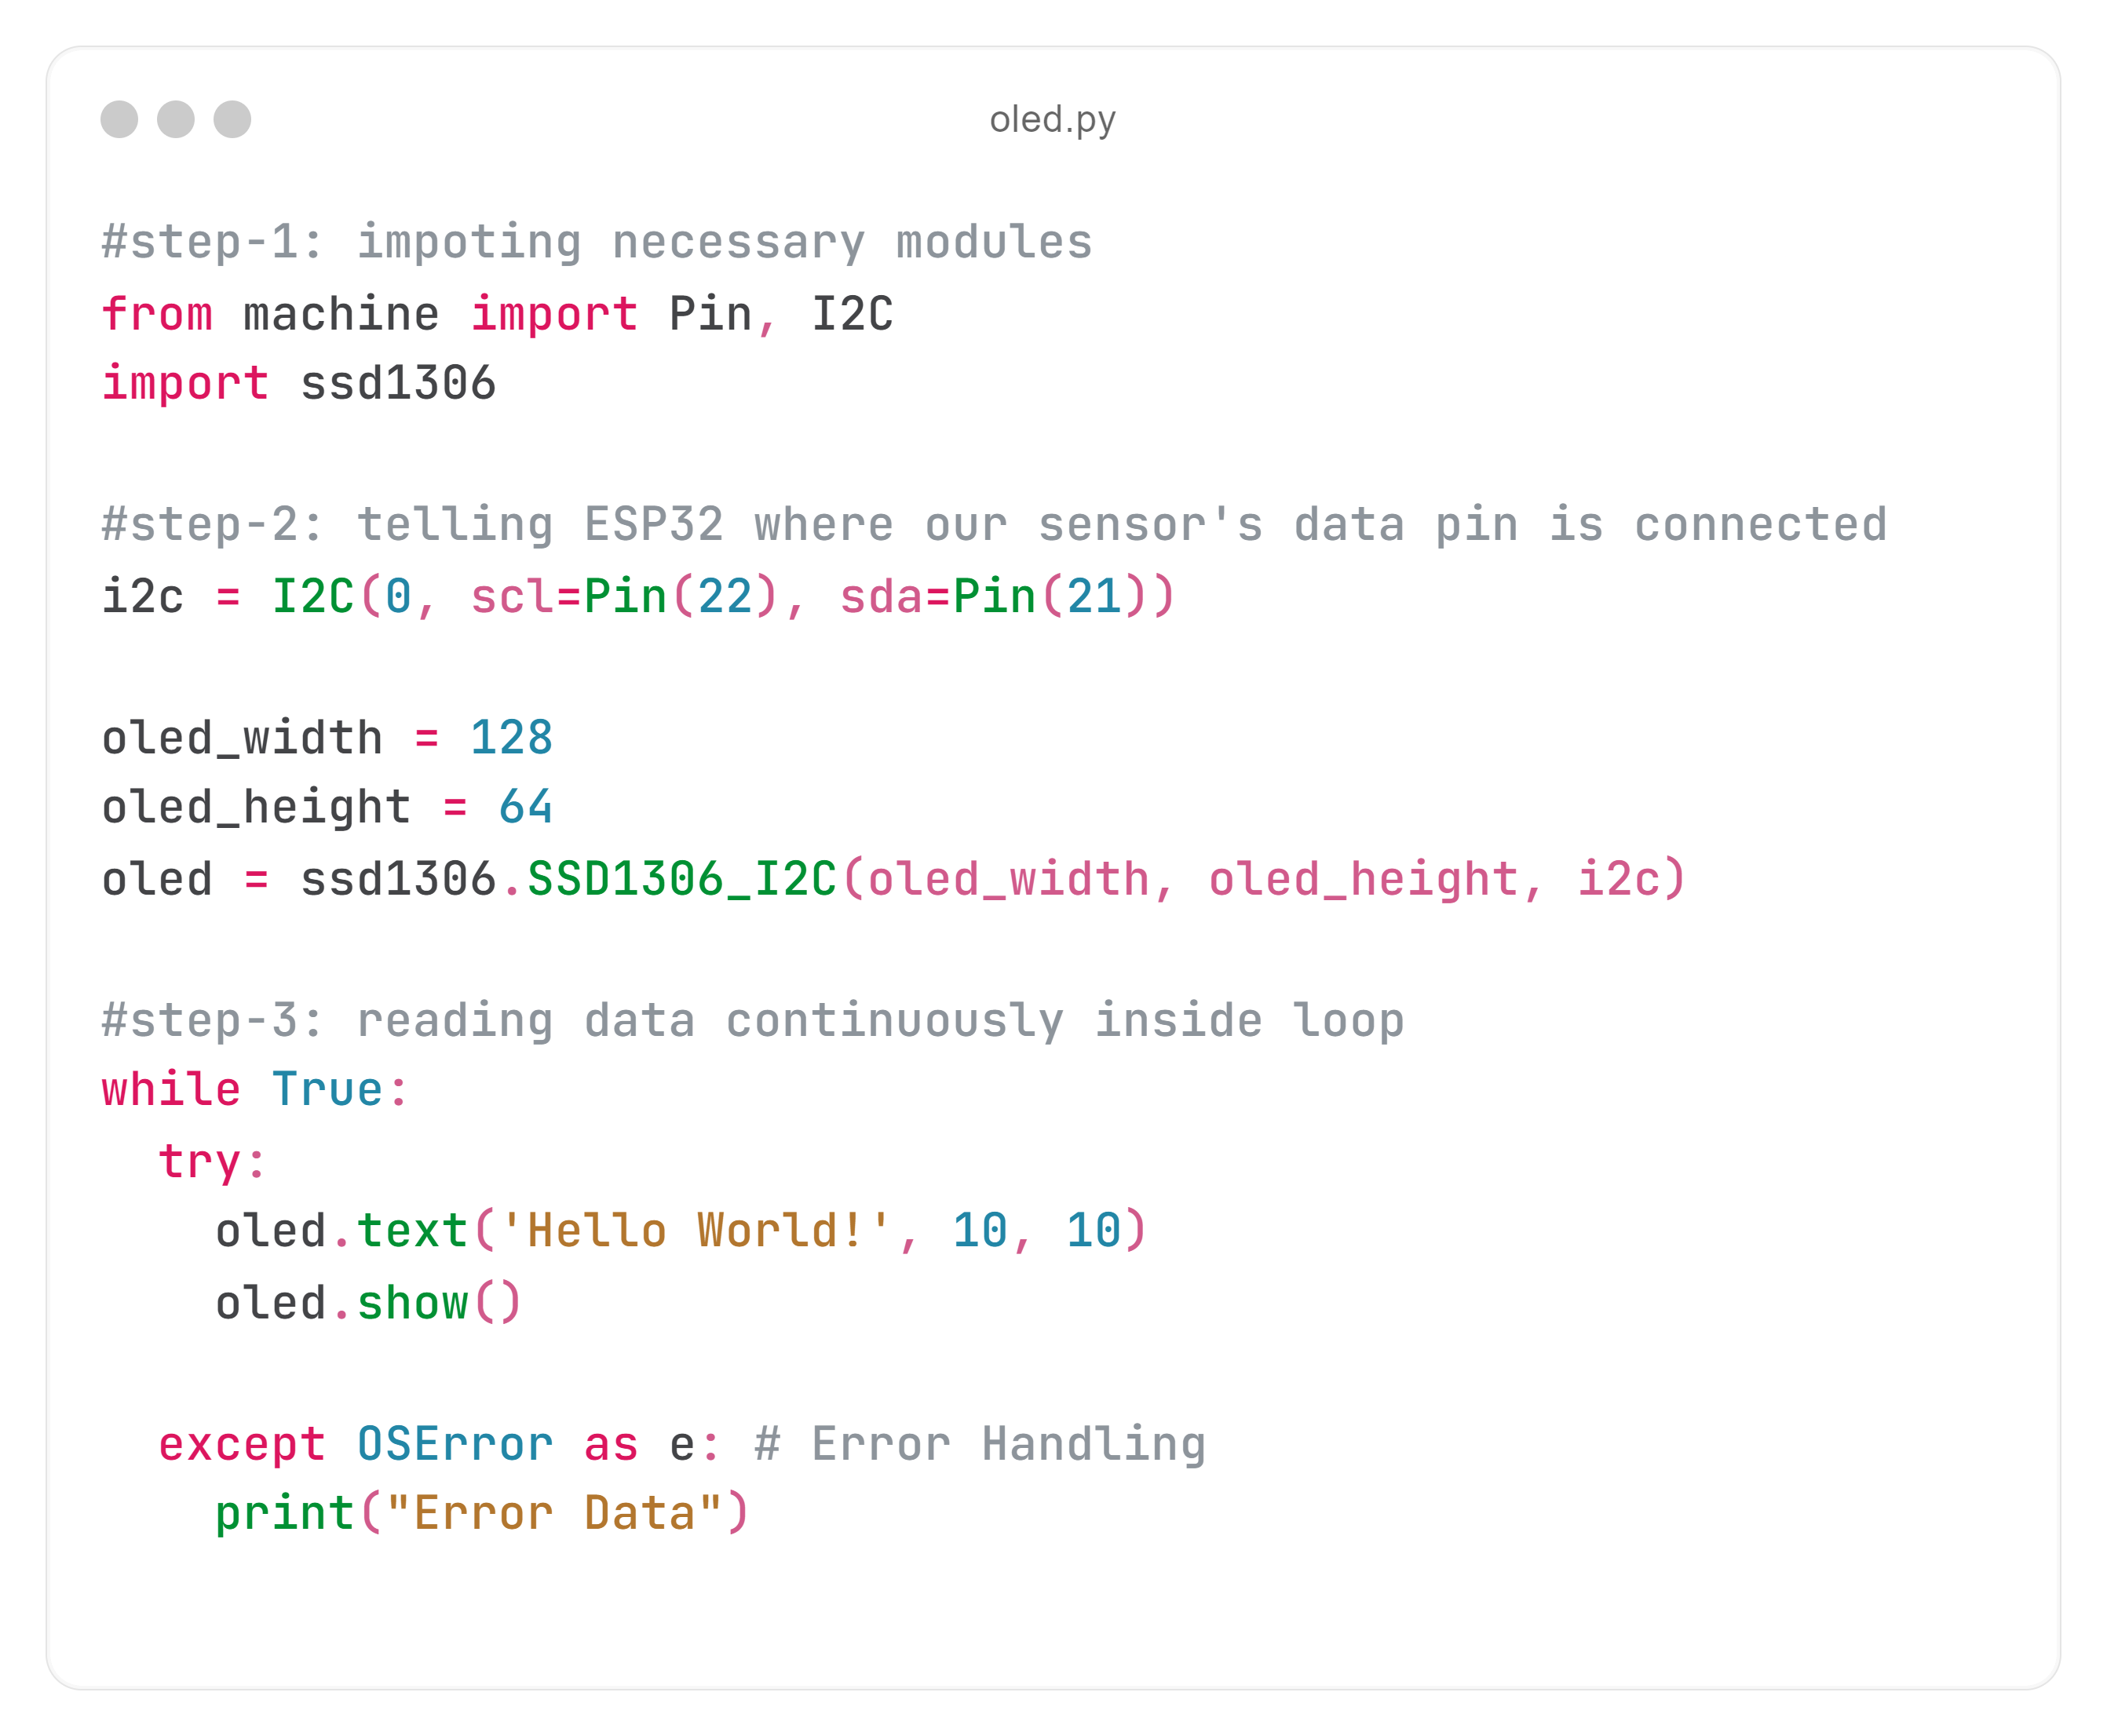 oled.py
#step-1: impoting necessary modules
from machine import Pin, I2C
import ssd1306
#step-2: telling ESP32 where our sensor's data pin is connected
i2c = I2C(0, scl=Pin(22), sda=Pin(21))
oled_width = 128
oled_height = 64
oled = ssd1306.SSD1306_I2C(oled_width, oled_height, i2c)
#step-3: reading data continuously inside loop
while True:
  try:
    oled.text('Hello World!', 10, 10)
    oled.show()
  except OSError as e: # Error Handling
    print("Error Data")